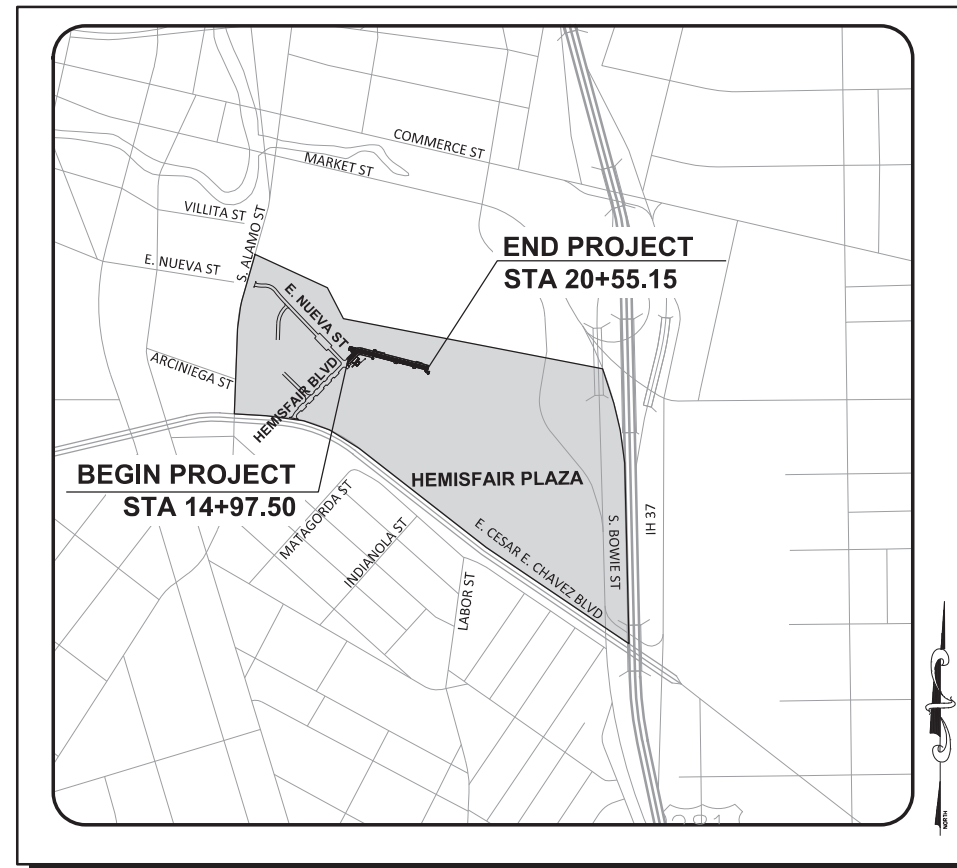 COMMERCE ST
MARKET ST
VILLITA ST
S. ALAMO ST
E. NUEVA ST
END PROJECT
STA 20+55.15
E. NUEVA ST
ARCINIEGA ST
HEMISFAIR BLVD
BEGIN PROJECT
STA 14+97.50
HEMISFAIR PLAZA
MATAGORDA ST
INDIANOLA ST
LABOR ST
E. CESAR E. CHAVEZ BLVD
S. BOWIE ST
IH 37
281
NORTH